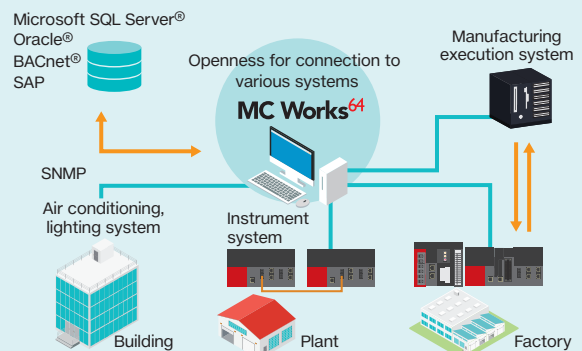 Microsoft SQL Server®
Oracle®
BACnet®
SAP
Openness for connection to
various systems
MC Works64
Manufacturing
execution system
SNMP
Air conditioning,
lighting system
Instrument
system
Building
Plant
Factory